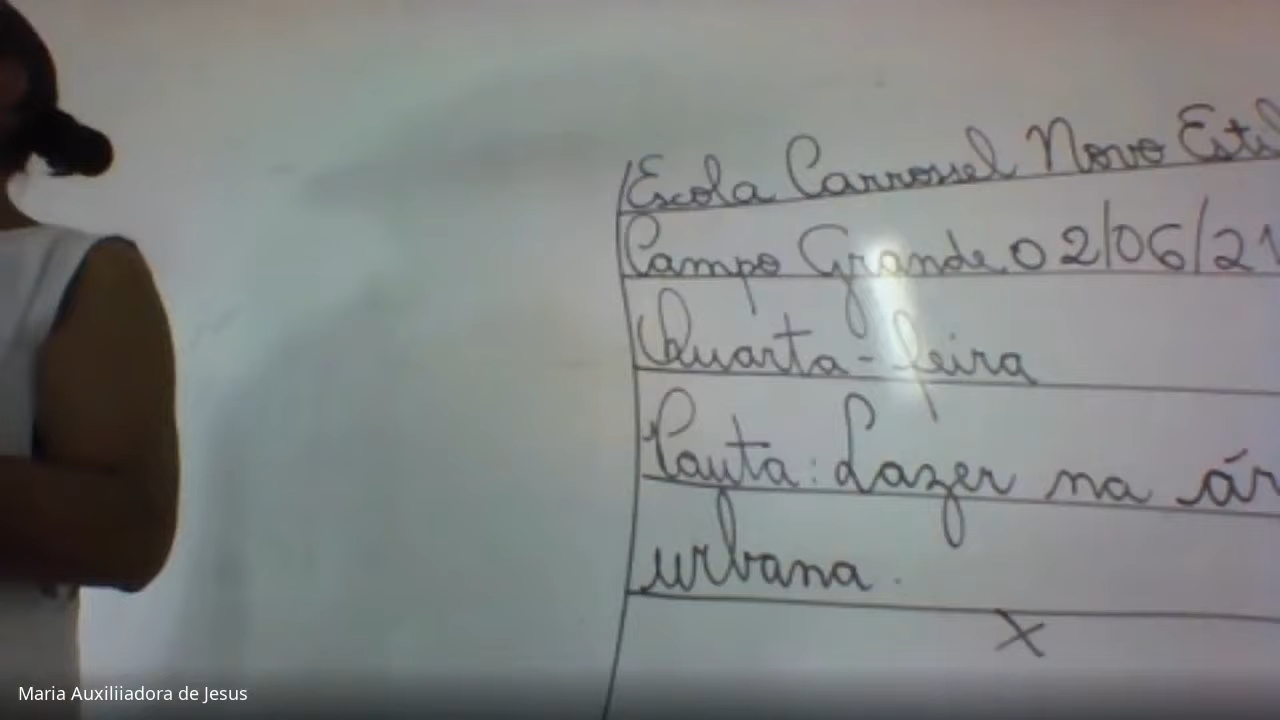 Escola Carrossel Novo
Campo Grande 02/06/21
Quarta-feira
Pauta: Lazer na
urbana.
X
Maria Auxiliiadora de Jesus